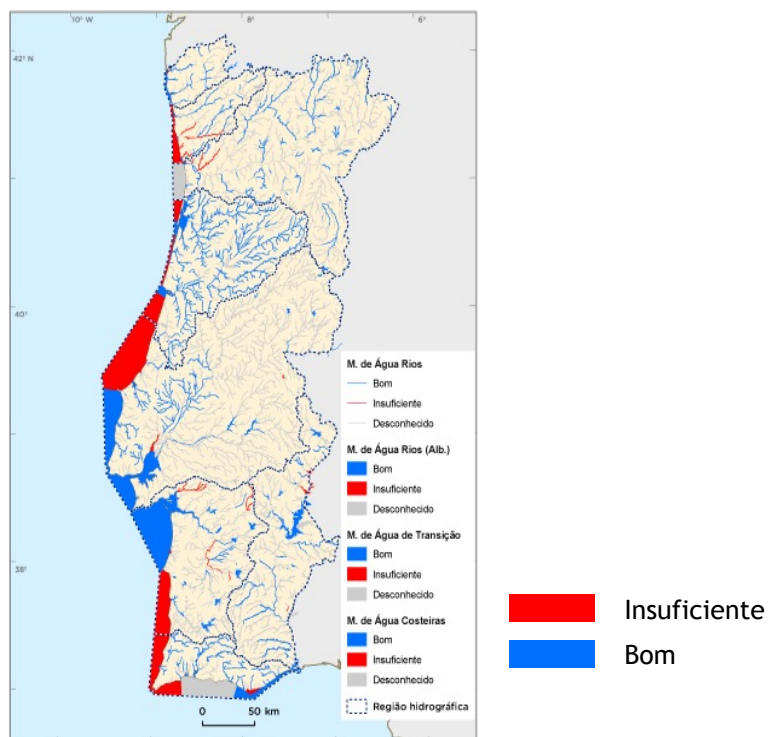 10° W
8°
6°
42° N
40°
38°
M. de Água Rios
Bom
Insuficiente
Desconhecido
M. de Água Rios (Alb.)
Bom
Insuficiente
Desconhecido
M. de Água de Transição
Bom
Insuficiente
Desconhecido
M. de Água Costeiras
Bom
Insuficiente
Desconhecido
Região hidrográfica
0 50 km
Insuficiente
Bom